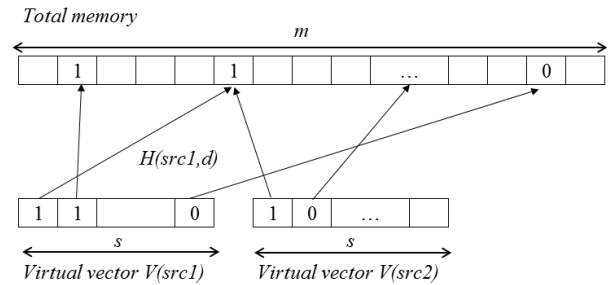 Total memory
m
1 1 ... 0
H(src1,d)
1 1 0 1 0 ...
s s
Virtual vector V(src1) Virtual vector V(src2)